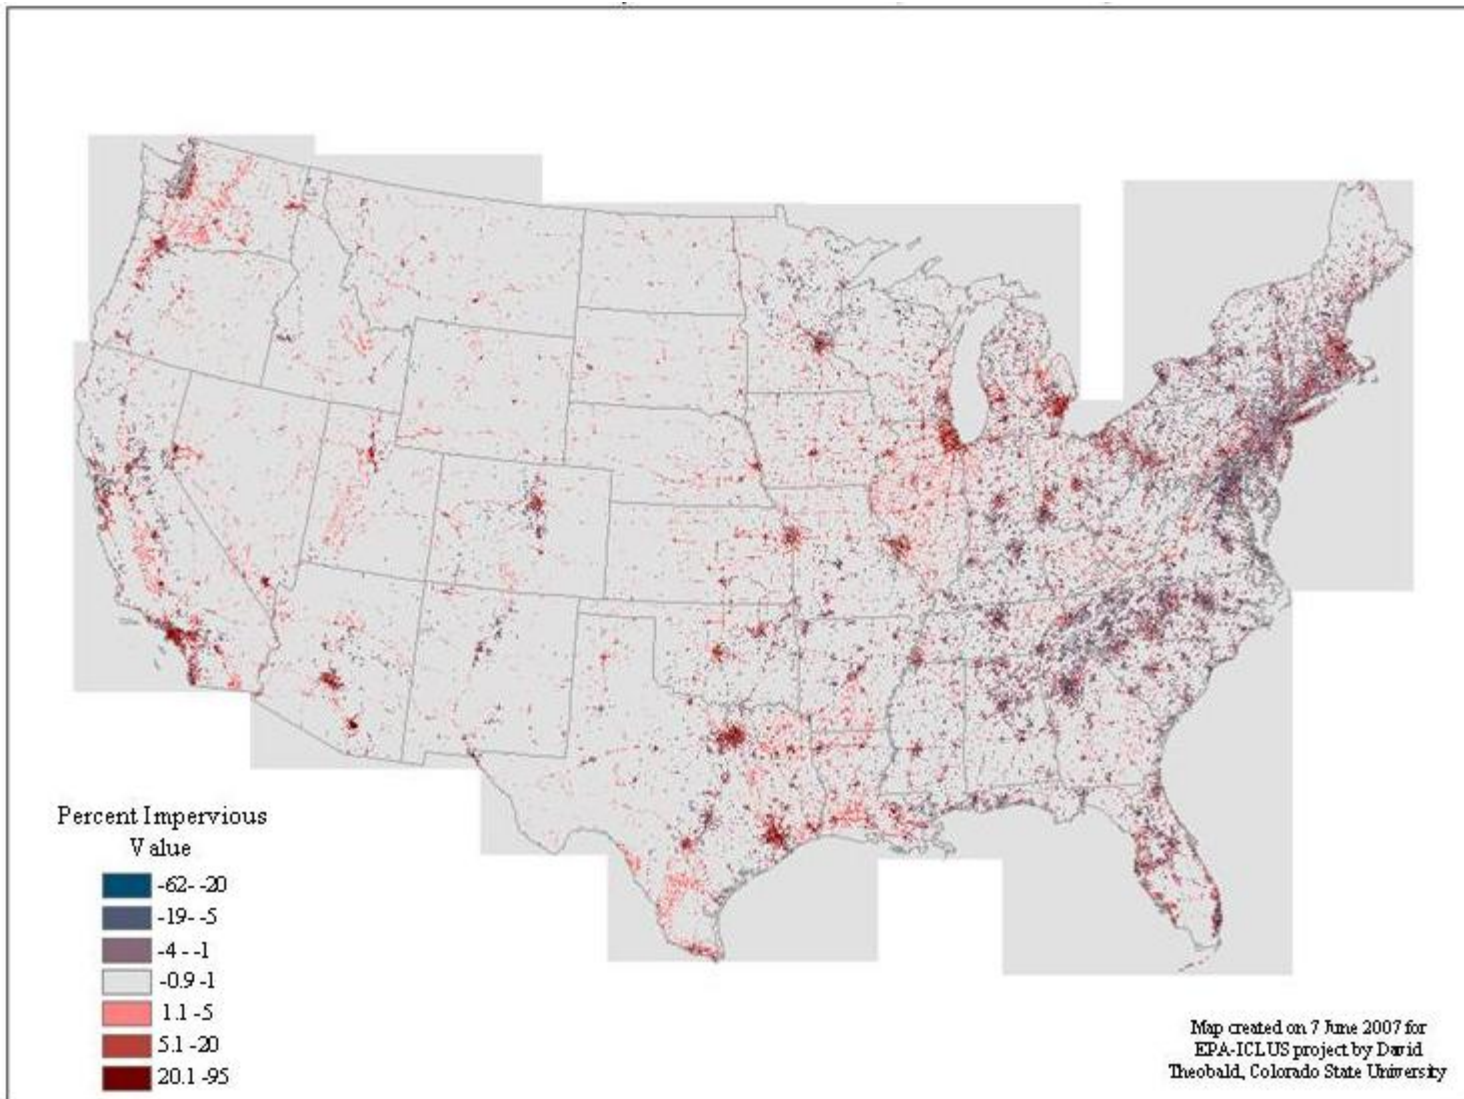 Percent Impervious
Value
-62- -20
-19- -5
-4 - -1
-0.9 -1
1.1 -5
5.1 -20
20.1 -95
Map created on 7 June 2007 for
EPA-ICLUS project by David
Theobald, Colorado State University